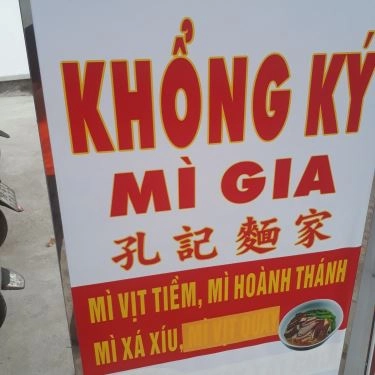 KHỔNG KÝ
MÌ GIA
孔記麵家
MÌ VỊT TIỀM, MÌ HOÀNH THÁNH
MÌ XÁ XÍU,